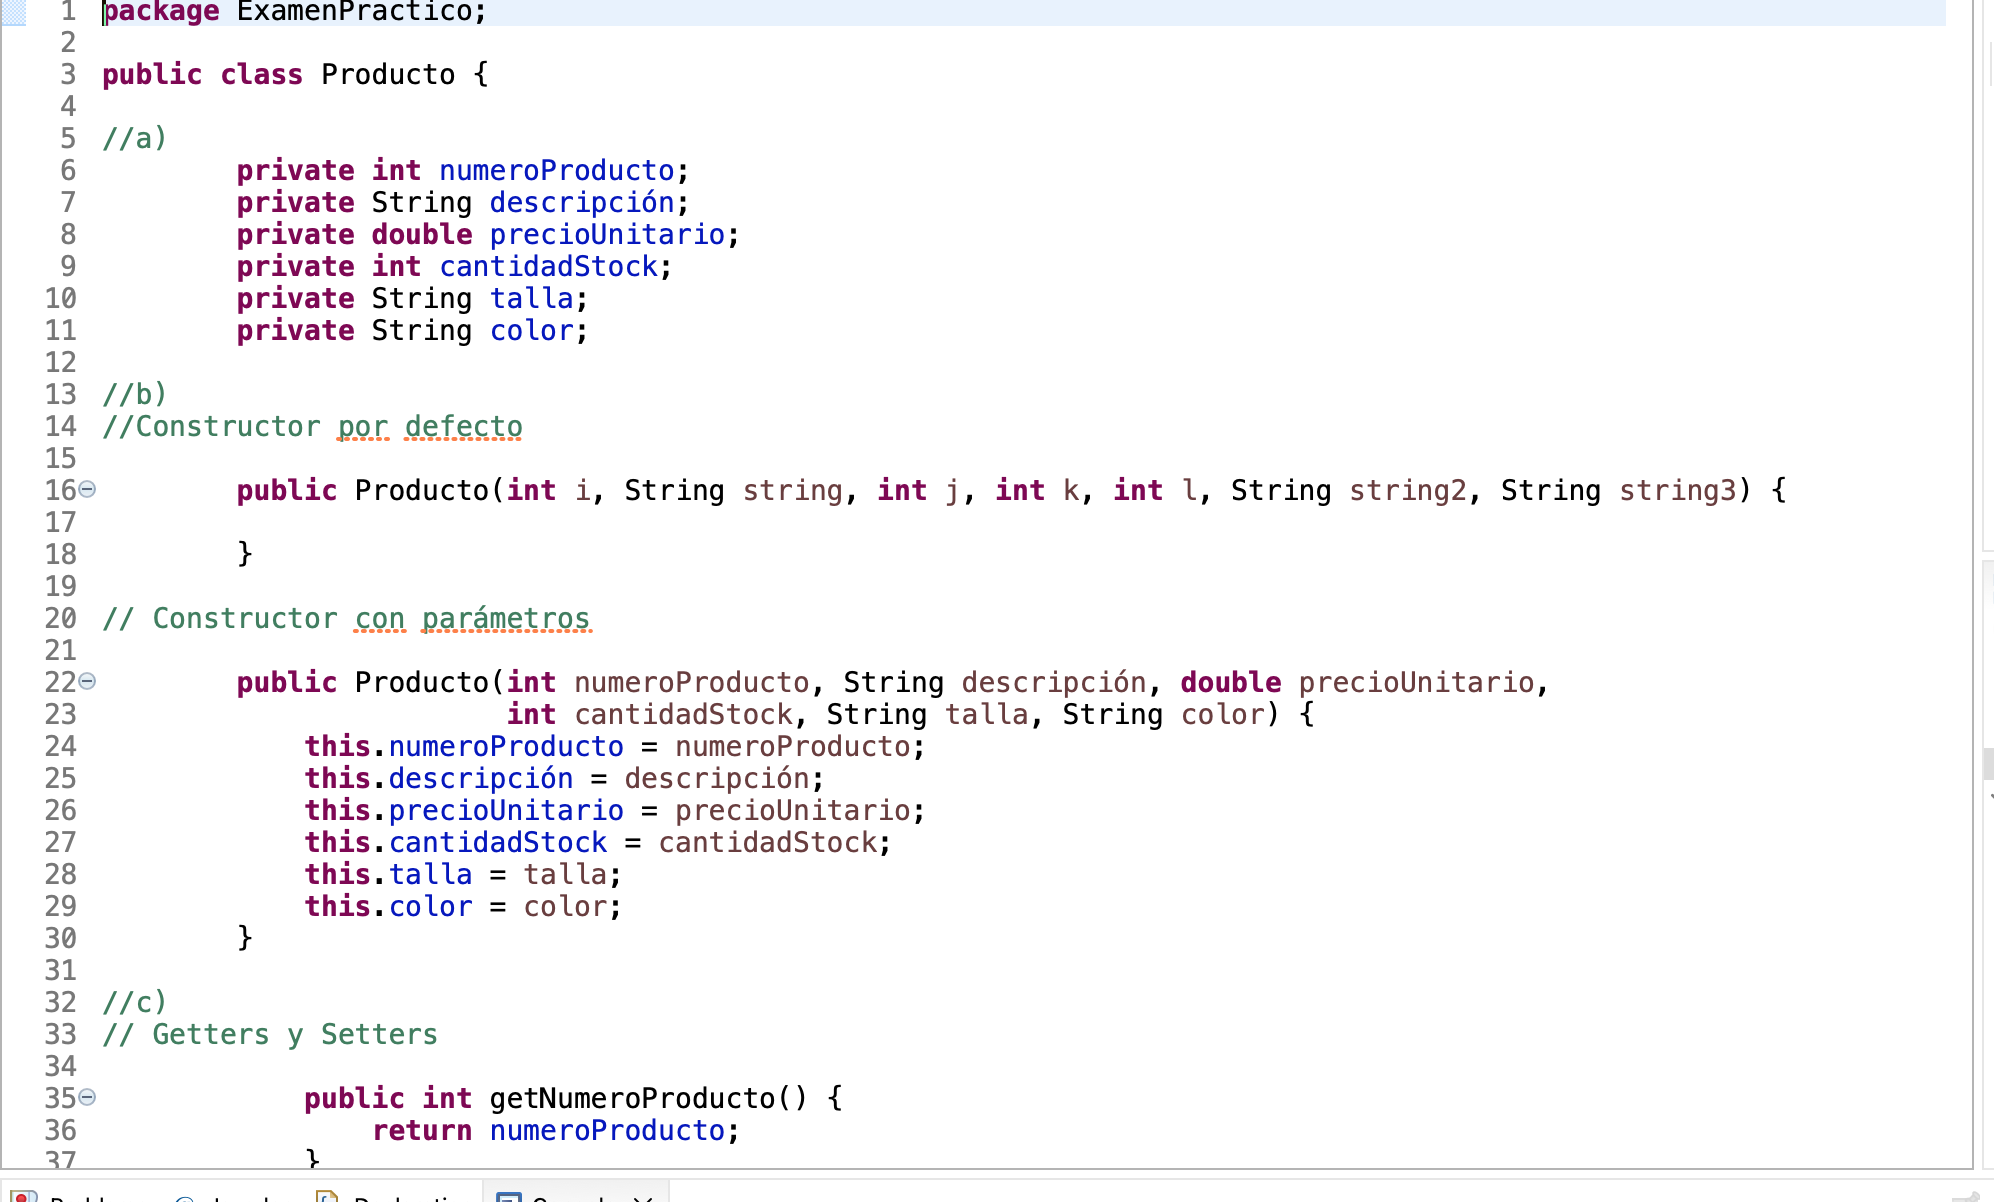 1 package ExamenPractico;
2
3 public class Producto {
4
5 //a)
6 private int numeroProducto;
7 private String descripción;
8 private double precioUnitario;
9 private int cantidadStock;
10 private String talla;
11 private String color;
12
13 //b)
14 //Constructor por defecto
15
16 public Producto(int i, String string, int j, int k, int l, String string2, String string3) {
17
18 }
19
20 // Constructor con parámetros
21
22 public Producto(int numeroProducto, String descripción, double precioUnitario,
23 int cantidadStock, String talla, String color) {
24 this.numeroProducto = numeroProducto;
25 this.descripción = descripción;
26 this.precioUnitario = precioUnitario;
27 this.cantidadStock = cantidadStock;
28 this.talla = talla;
29 this.color = color;
30 }
31
32 //c)
33 // Getters y Setters
34
35 public int getNumeroProducto() {
36 return numeroProducto;
37 }